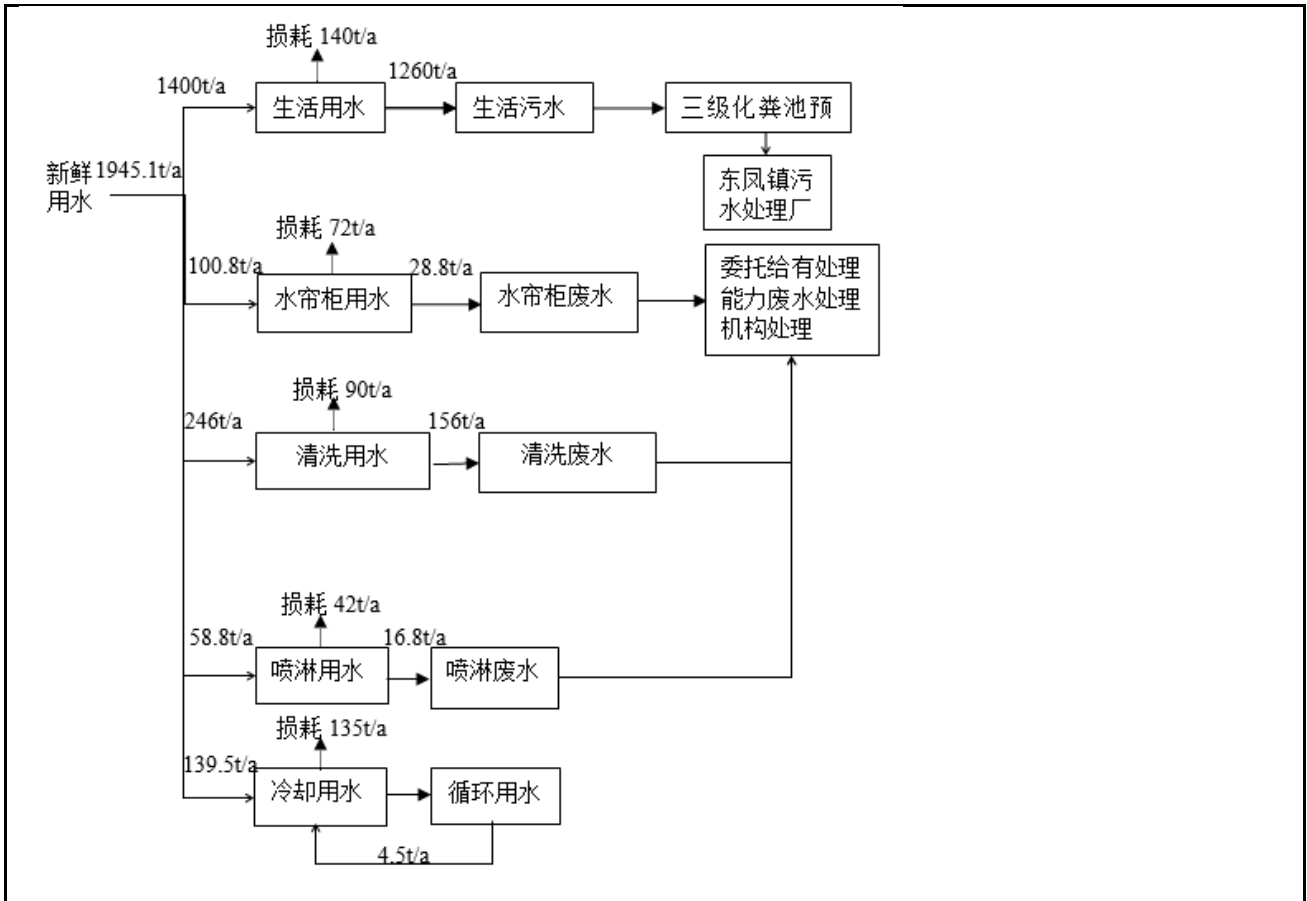 损耗 140t/a
1400t/a
1260t/a
生活用水
生活污水
三级化粪池预
新鲜
用水
1945.1t/a
东凤镇污
水处理厂
损耗 72t/a
100.8t/a
28.8t/a
水帘柜用水
水帘柜废水
委托给有处理
能力废水处理
机构处理
损耗 90t/a
246t/a
156t/a
清洗用水
清洗废水
损耗 42t/a
58.8t/a
16.8t/a
喷淋用水
喷淋废水
损耗 135t/a
139.5t/a
冷却用水
循环用水
4.5t/a